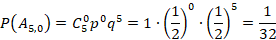 P(A₅,₀) = C₅⁰p⁰q⁵ = 1 · (1/2)⁰ · (1/2)⁵ = 1/32